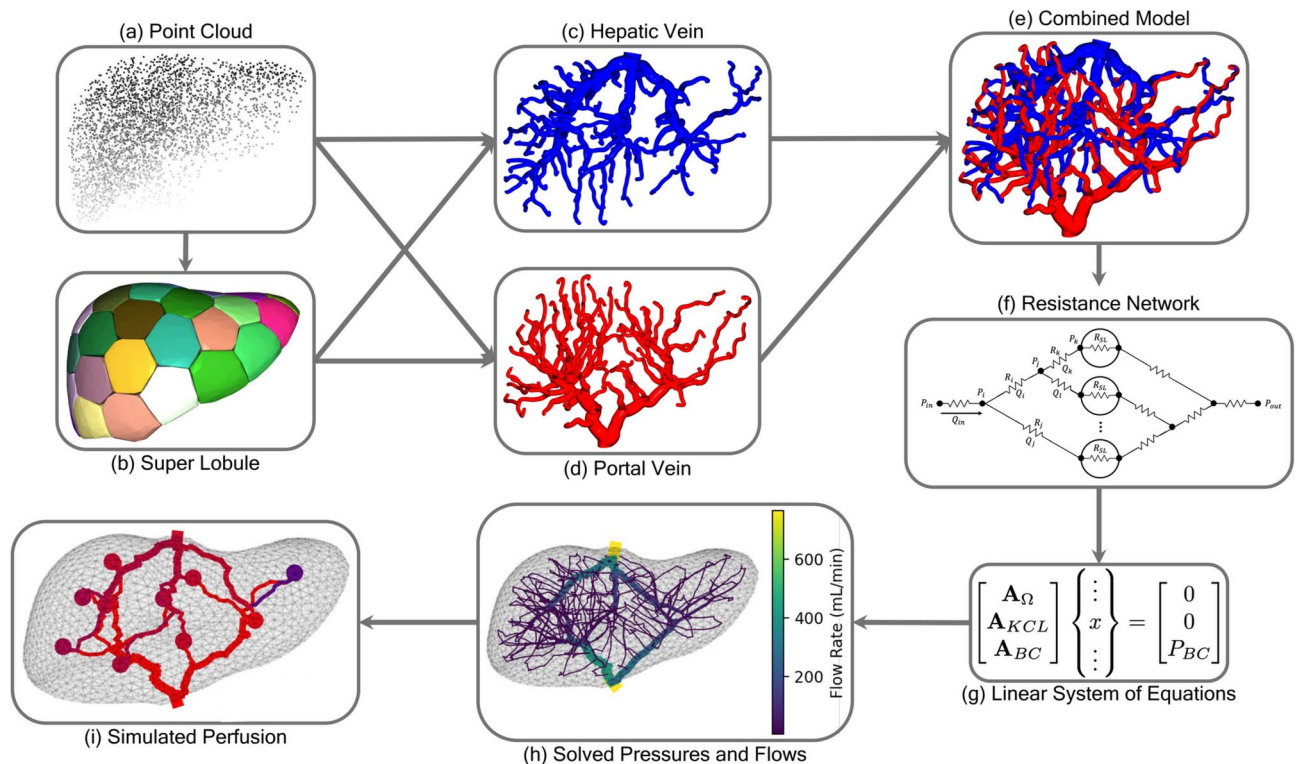 (a) Point Cloud
(c) Hepatic Vein
(e) Combined Model
(b) Super Lobule
(d) Portal Vein
(f) Resistance Network
P_in
Q_in
P_i
R_i
Q_i
P_j
R_k
Q_k
P_k
R_SL
Q_l
R_SL
⋮
R_j
Q_j
R_SL
P_out
A_Ω 0
A_KCL { ⋮ x ⋮ } = 0
A_BC P_BC
(g) Linear System of Equations
600
400
200
Flow Rate (mL/min)
(h) Solved Pressures and Flows
(i) Simulated Perfusion